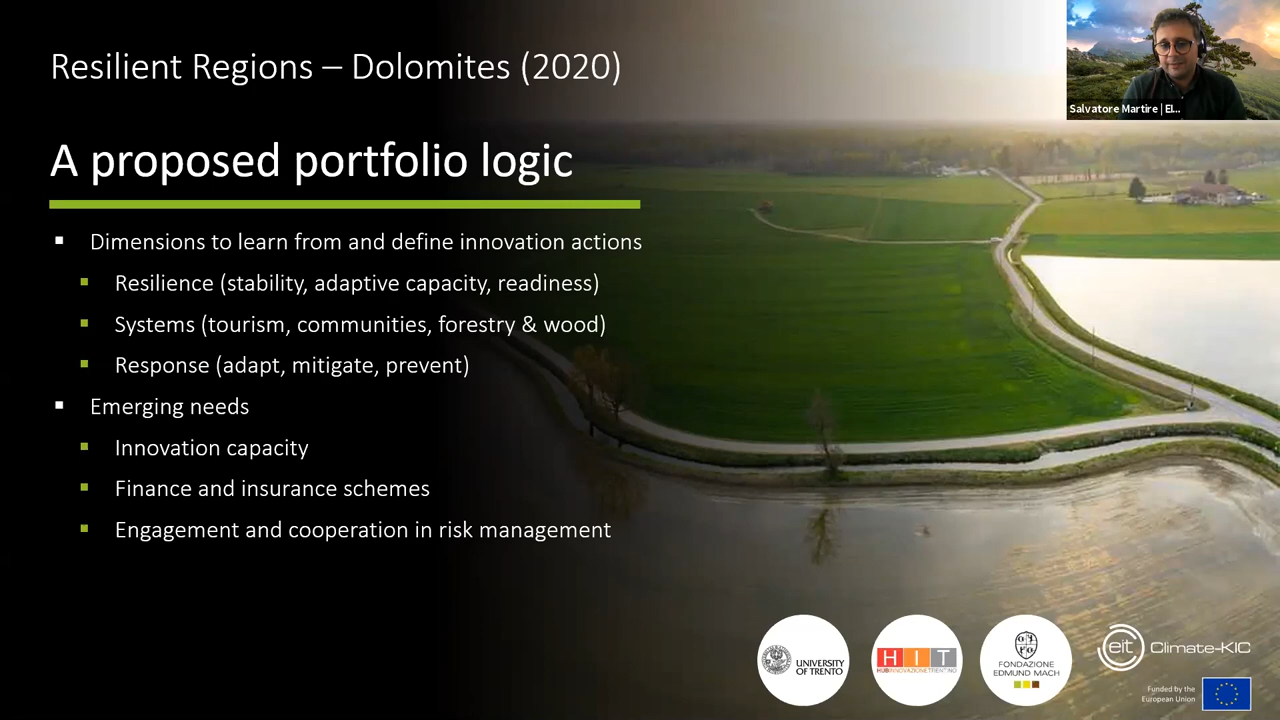 Resilient Regions – Dolomites (2020)
Salvatore Martire | EI...
A proposed portfolio logic
Dimensions to learn from and define innovation actions
Resilience (stability, adaptive capacity, readiness)
Systems (tourism, communities, forestry & wood)
Response (adapt, mitigate, prevent)
Emerging needs
Innovation capacity
Finance and insurance schemes
Engagement and cooperation in risk management
UNIVERSITY
OF TRENTO
HIT
HUBINNOVAZIONETRENTINO
FONDAZIONE
EDMUND MACH
eit Climate-KIC
Funded by the
European Union